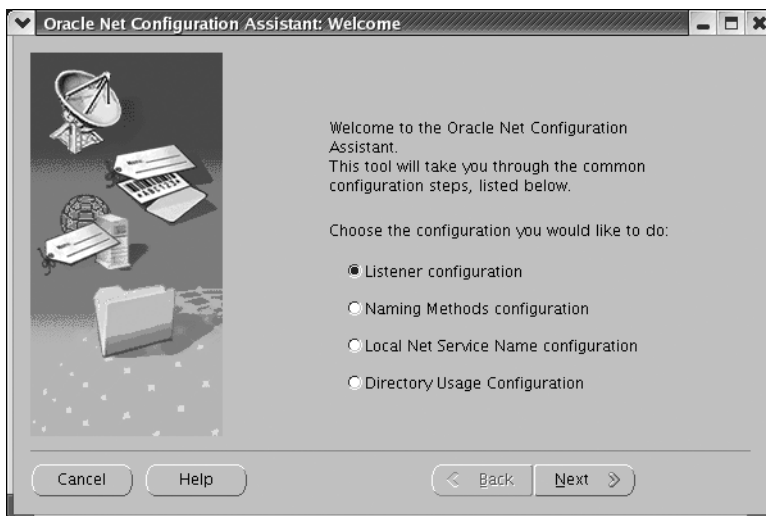 Oracle Net Configuration Assistant: Welcome
Welcome to the Oracle Net Configuration
Assistant.
This tool will take you through the common
configuration steps, listed below.
Choose the configuration you would like to do:
Listener configuration
Naming Methods configuration
Local Net Service Name configuration
Directory Usage Configuration
Cancel
Help
Back
Next